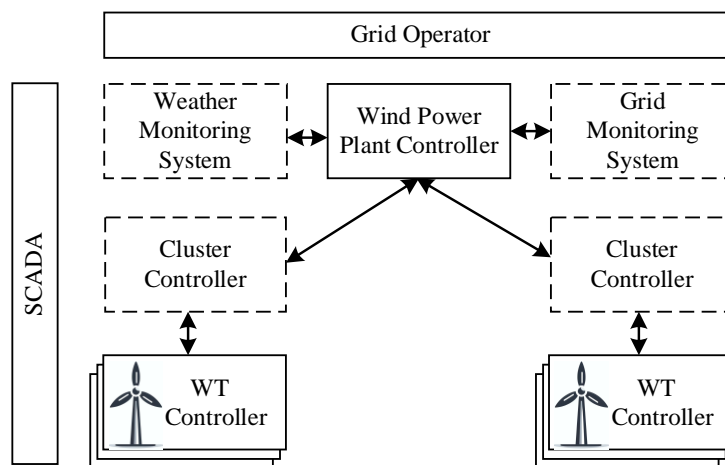 Grid Operator
SCADA
Weather
Monitoring
System
Wind Power
Plant Controller
Grid
Monitoring
System
Cluster
Controller
Cluster
Controller
WT
Controller
WT
Controller